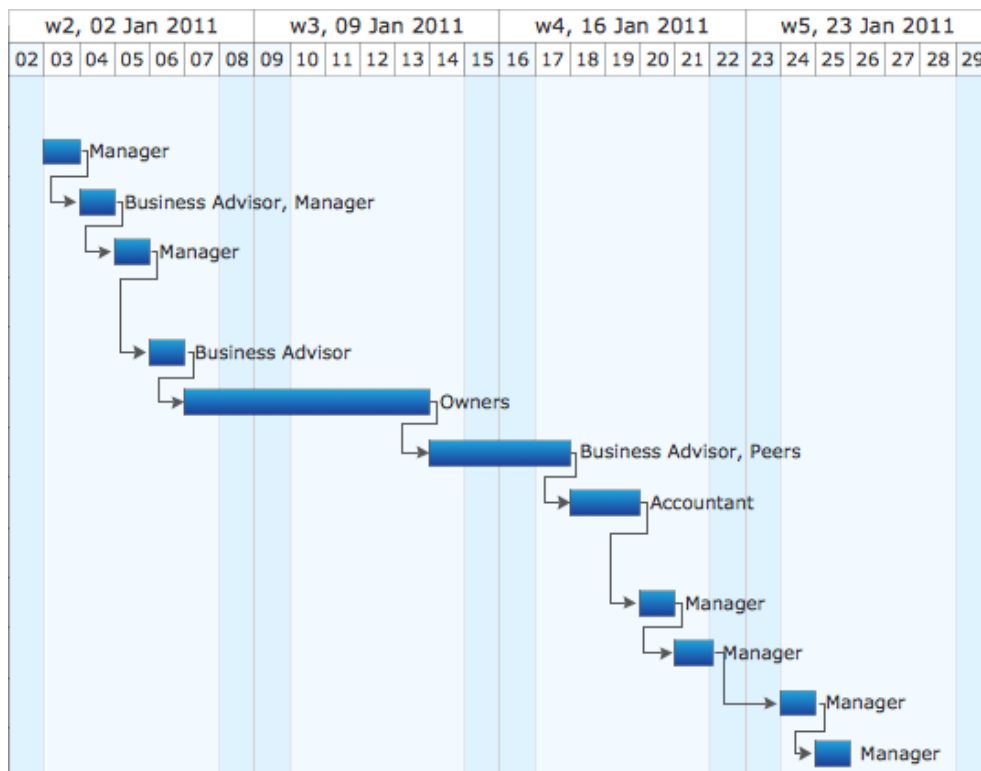 w2, 02 Jan 2011 w3, 09 Jan 2011 w4, 16 Jan 2011 w5, 23 Jan 2011
02 03 04 05 06 07 08 09 10 11 12 13 14 15 16 17 18 19 20 21 22 23 24 25 26 27 28 29
Manager
Business Advisor, Manager
Manager
Business Advisor
Owners
Business Advisor, Peers
Accountant
Manager
Manager
Manager
Manager